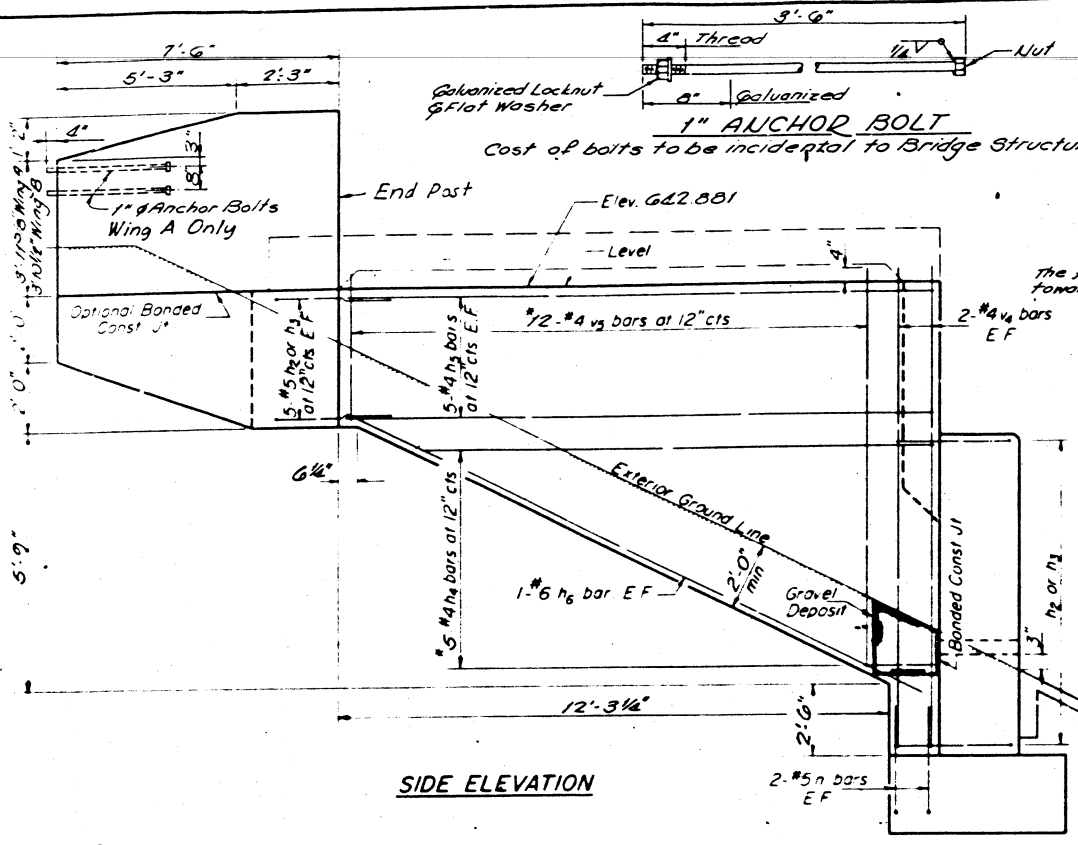 3'-6"
4" Thread
1/4
Nut
Galvanized Locknut
& Flat Washer
8" Galvanized
1" ANCHOR BOLT
Cost of bolts to be incidental to Bridge Structu
7'-6"
5'-3"
2'-3"
4"
3"
8"
1" ø Anchor Bolts
Wing A Only
End Post
Elev. 642.881
Level
4"
The
towa
Optional Bonded
Const Jt
5-#5 h2 or h3
at 12" cts E F
5-#4 h5 bars
at 12" cts E.F
#12-#4 v5 bars at 12" cts
2-#4 v4 bars
E F
6 1/4"
#5 #4 h4 bars at 12" cts
Exterior Ground Line
2'-0"
min
1-#6 h6 bar E F
Gravel
Deposit
Bonded Const Jt
h2 or h3
3"
5'-9"
12'-3 1/4"
2'-6"
2-#5 n bars
E F
SIDE ELEVATION